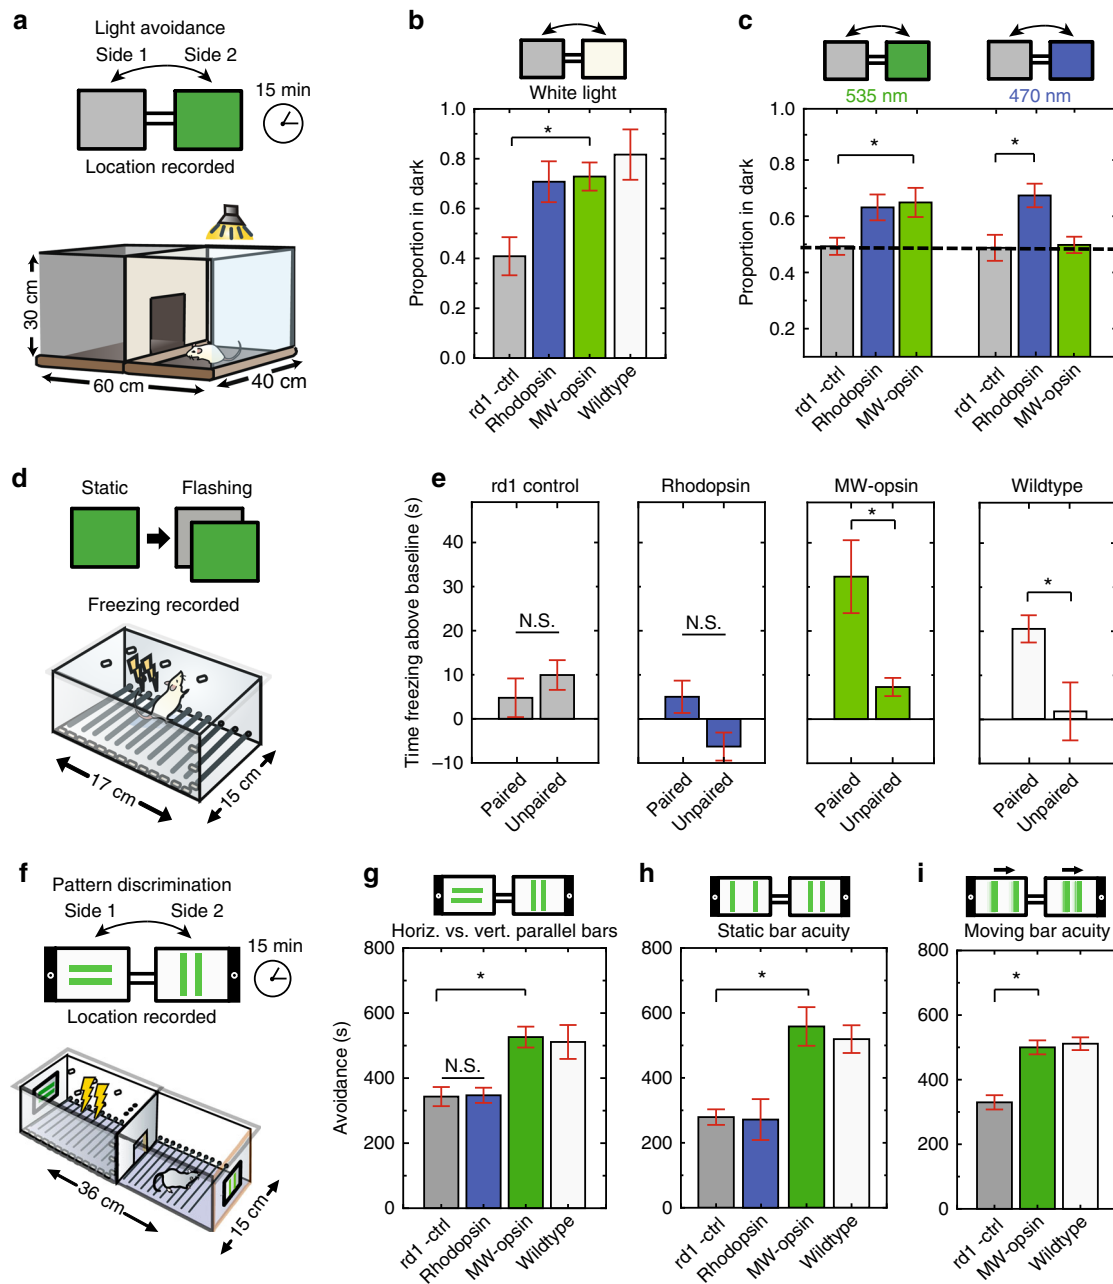 a
Light avoidance
Side 1 Side 2
15 min
Location recorded
30 cm
60 cm
40 cm
b
White light
Proportion in dark
1.0
0.8
0.6
0.4
0.2
0.0
*
rd1 -ctrl
Rhodopsin
MW-opsin
Wildtype
c
535 nm
470 nm
Proportion in dark
1.0
0.8
0.6
0.4
0.2
*
*
rd1 -ctrl
Rhodopsin
MW-opsin
rd1 -ctrl
Rhodopsin
MW-opsin
d
Static Flashing
Freezing recorded
17 cm
15 cm
e
rd1 control
Rhodopsin
MW-opsin
Wildtype
Time freezing above baseline (s)
40
30
20
10
0
−10
N.S.
N.S.
*
*
Paired
Unpaired
Paired
Unpaired
Paired
Unpaired
Paired
Unpaired
f
Pattern discrimination
Side 1 Side 2
15 min
Location recorded
36 cm
15 cm
g
Horiz. vs. vert. parallel bars
Avoidance (s)
800
600
400
200
0
*
N.S.
rd1 -ctrl
Rhodopsin
MW-opsin
Wildtype
h
Static bar acuity
800
600
400
200
0
*
rd1 -ctrl
Rhodopsin
MW-opsin
Wildtype
i
Moving bar acuity
800
600
400
200
0
*
rd1 -ctrl
MW-opsin
Wildtype